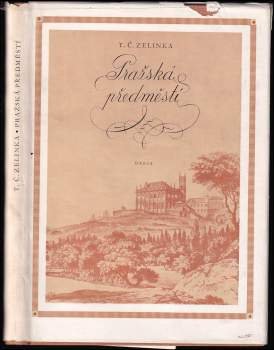 T. Č. ZELINKA • PRAŽSKÁ PŘEDMĚSTÍ
T. Č. ZELINKA
Pražská
předměstí
ORBIS